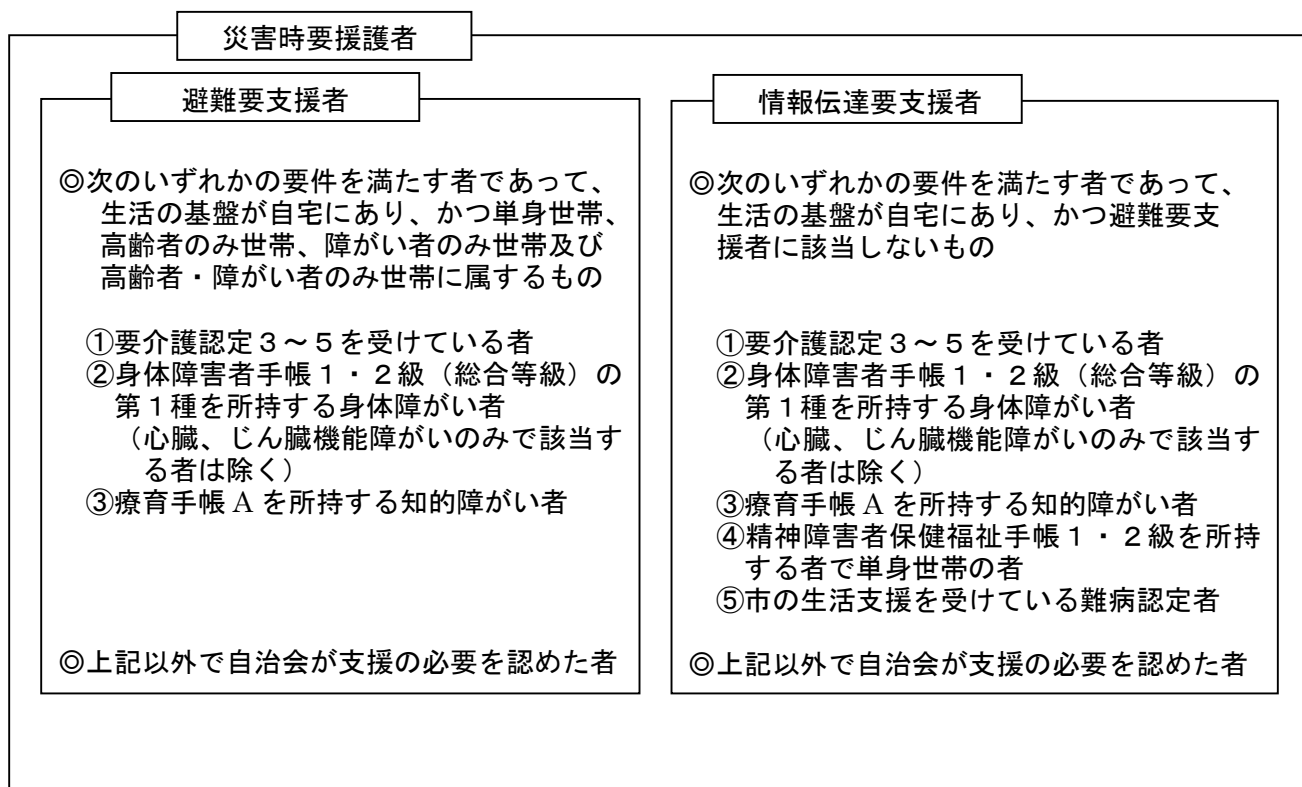 災害時要援護者
避難要支援者
◎次のいずれかの要件を満たす者であって、
生活の基盤が自宅にあり、かつ単身世帯、
高齢者のみ世帯、障がい者のみ世帯及び
高齢者・障がい者のみ世帯に属するもの
①要介護認定３～５を受けている者
②身体障害者手帳１・２級（総合等級）の
第１種を所持する身体障がい者
（心臓、じん臓機能障がいのみで該当す
る者は除く）
③療育手帳 A を所持する知的障がい者
◎上記以外で自治会が支援の必要を認めた者
情報伝達要支援者
◎次のいずれかの要件を満たす者であって、
生活の基盤が自宅にあり、かつ避難要支
援者に該当しないもの
①要介護認定３～５を受けている者
②身体障害者手帳１・２級（総合等級）の
第１種を所持する身体障がい者
（心臓、じん臓機能障がいのみで該当す
る者は除く）
③療育手帳 A を所持する知的障がい者
④精神障害者保健福祉手帳１・２級を所持
する者で単身世帯の者
⑤市の生活支援を受けている難病認定者
◎上記以外で自治会が支援の必要を認めた者